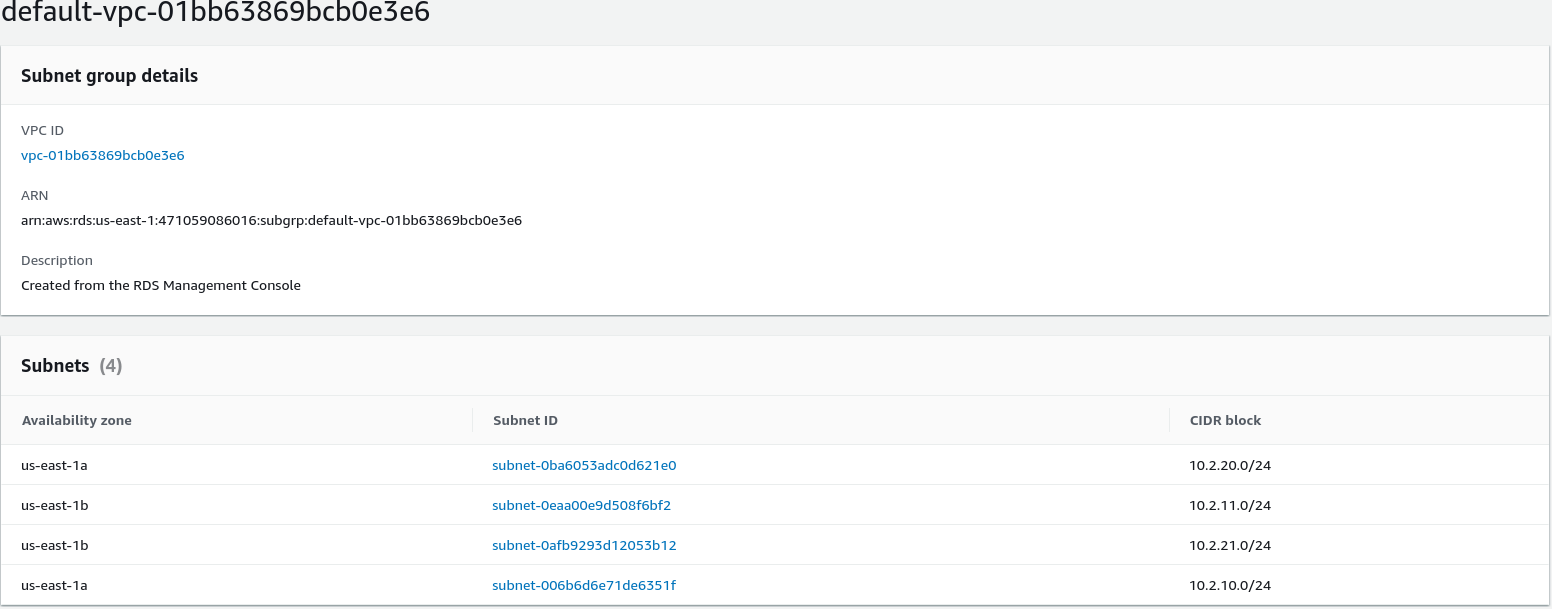 default-vpc-01bb63869bcb0e3e6
Subnet group details
VPC ID
vpc-01bb63869bcb0e3e6
ARN
arn:aws:rds:us-east-1:471059086016:subgrp:default-vpc-01bb63869bcb0e3e6
Description
Created from the RDS Management Console
Subnets (4)
Availability zone Subnet ID CIDR block
us-east-1a subnet-0ba6053adc0d621e0 10.2.20.0/24
us-east-1b subnet-0eaa00e9d508f6bf2 10.2.11.0/24
us-east-1b subnet-0afb9293d12053b12 10.2.21.0/24
us-east-1a subnet-006b6d6e71de6351f 10.2.10.0/24